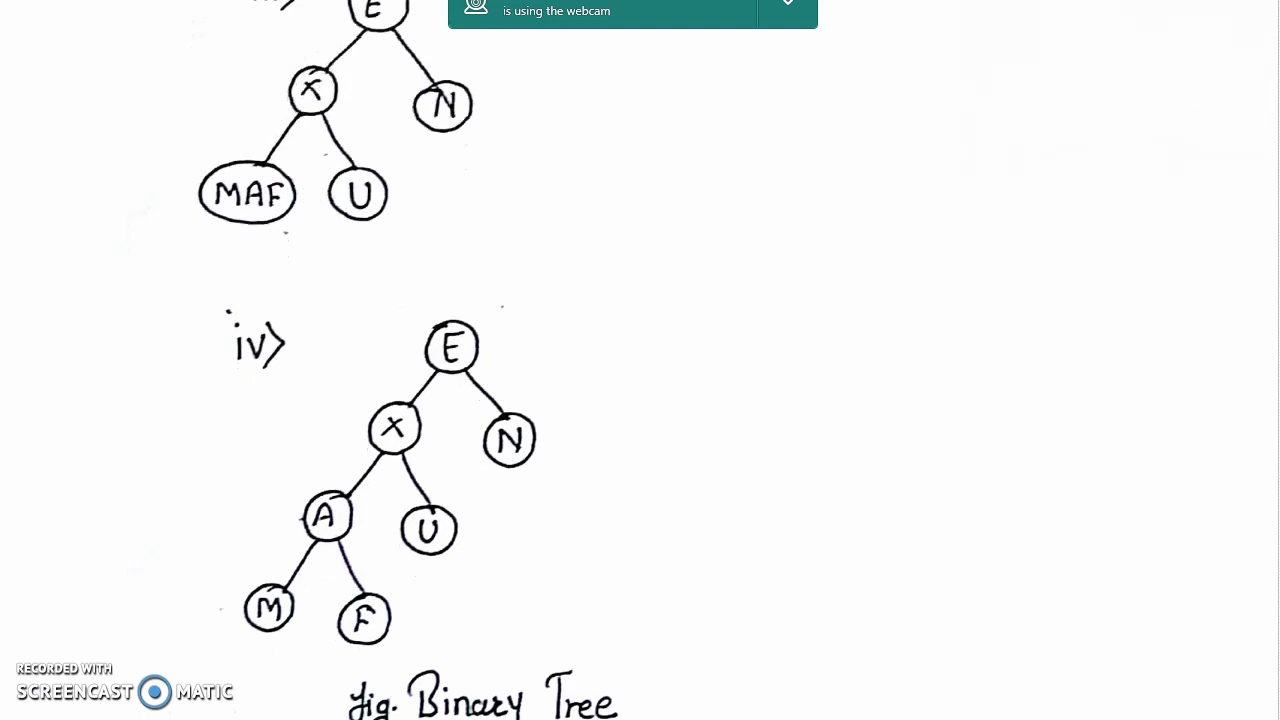 is using the webcam
E
X
N
MAF
U
iv>
E
X
N
A
U
M
F
RECORDED WITH
SCREENCAST MATIC
fig. Binary Tree